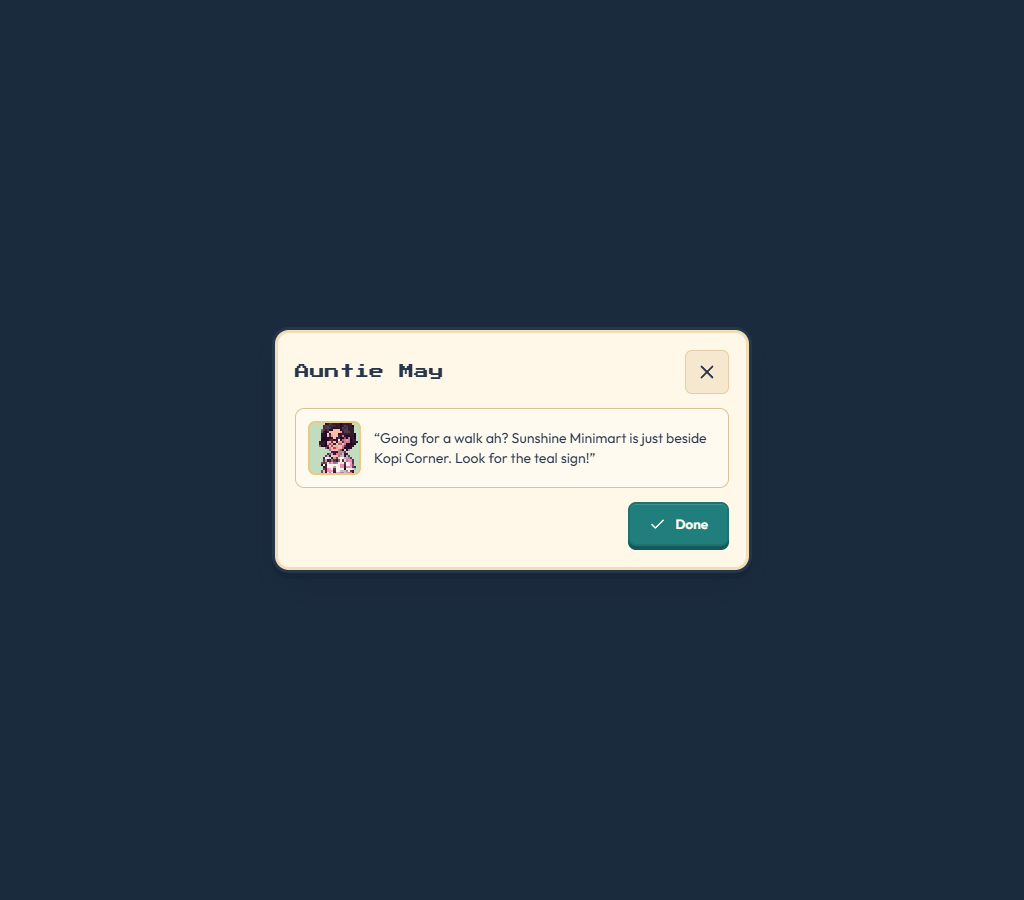 Auntie May
“Going for a walk ah? Sunshine Minimart is just beside
Kopi Corner. Look for the teal sign!”
Done